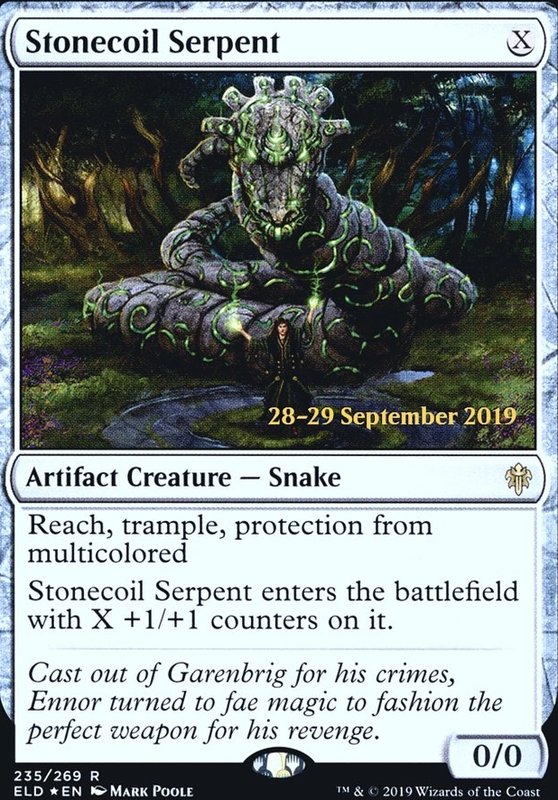 Stonecoil Serpent X
28–29 September 2019
Artifact Creature — Snake
Reach, trample, protection from
multicolored
Stonecoil Serpent enters the battlefield
with X +1/+1 counters on it.
Cast out of Garenbrig for his crimes,
Ennor turned to fae magic to fashion the
perfect weapon for his revenge.
0/0
235/269 R
ELD ★ EN Mark Poole
™ & © 2019 Wizards of the Coast